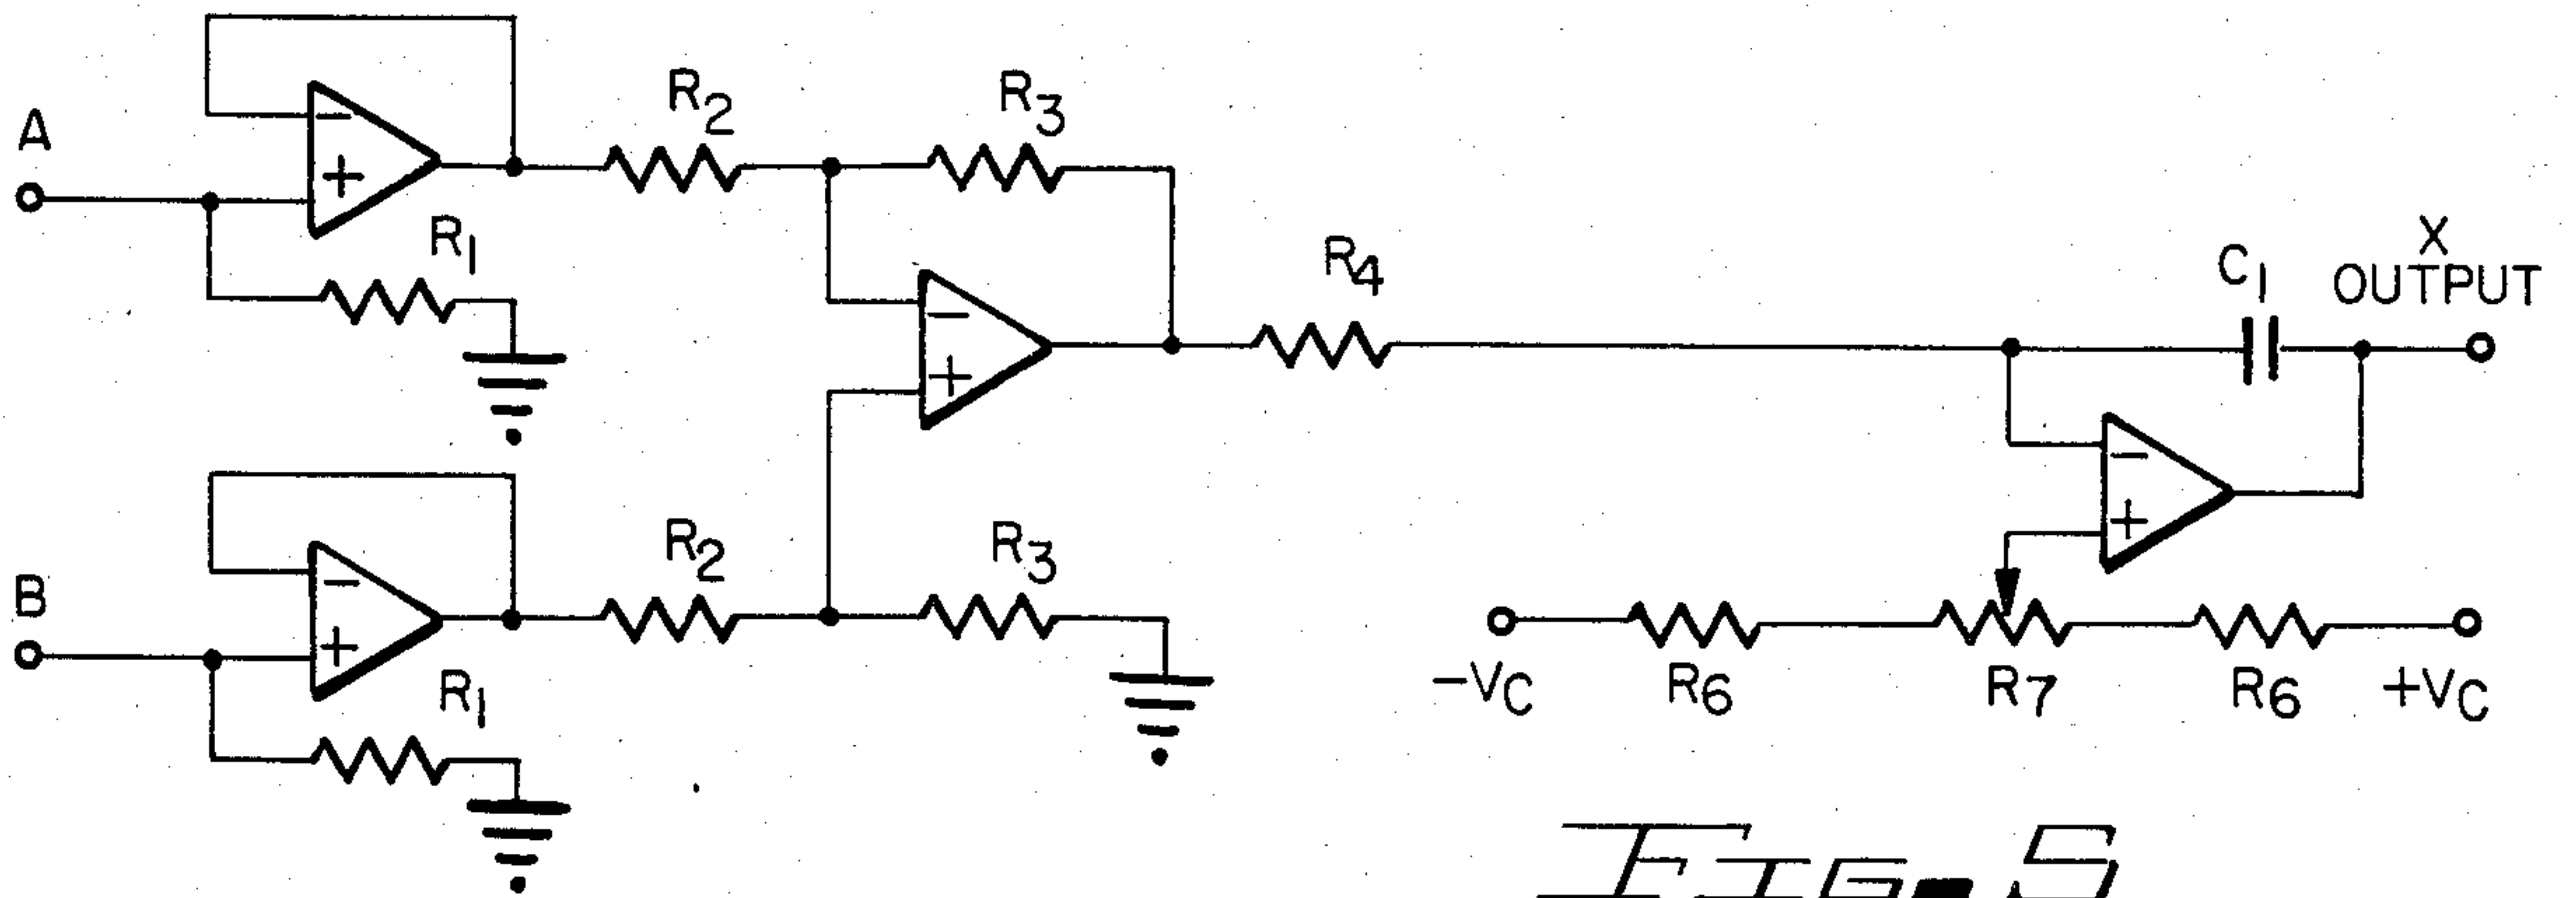 A
−
+
R1
R2
R3
−
+
R4
C1
X
OUTPUT
B
−
+
R1
R2
R3
−
+
−VC
R6
R7
R6
+VC
FIG. 5